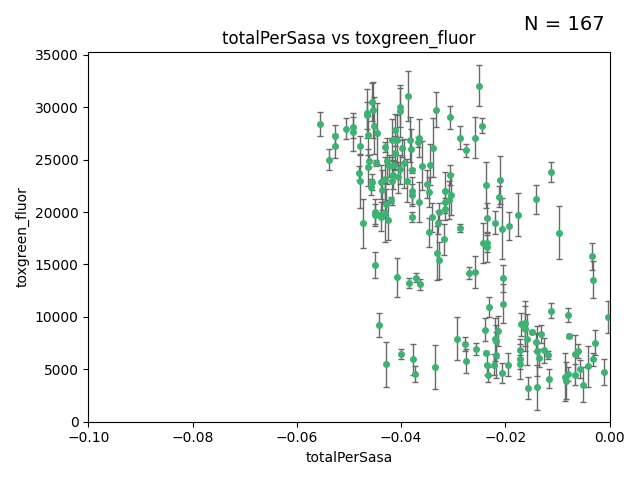 N = 167
totalPerSasa vs toxgreen_fluor
35000
30000
25000
20000
15000
10000
5000
0
toxgreen_fluor
−0.10 −0.08 −0.06 −0.04 −0.02 0.00
totalPerSasa